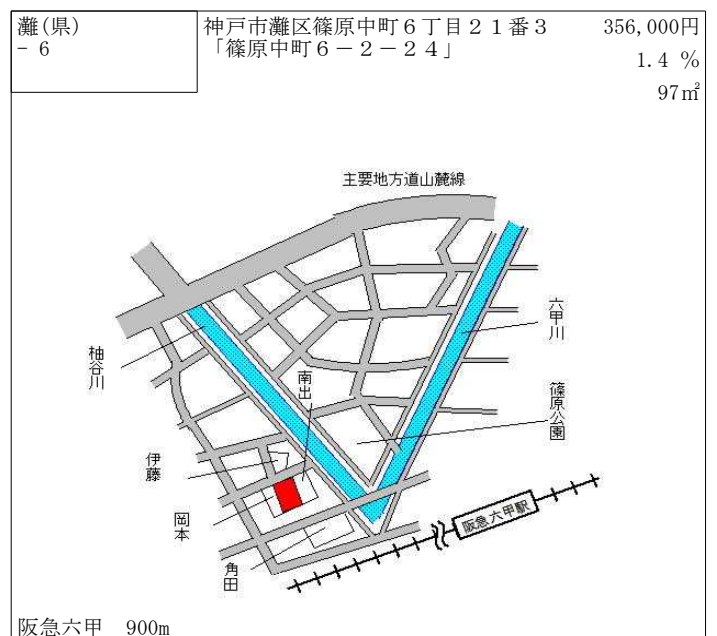 灘(県)
- 6
神戸市灘区篠原中町６丁目２１番３
「篠原中町６－２－２４」
356,000円
1.4 %
97㎡
主要地方道山麓線
六甲川
柚谷川
南出
篠原公園
伊藤
岡本
角田
阪急六甲駅
阪急六甲 900m